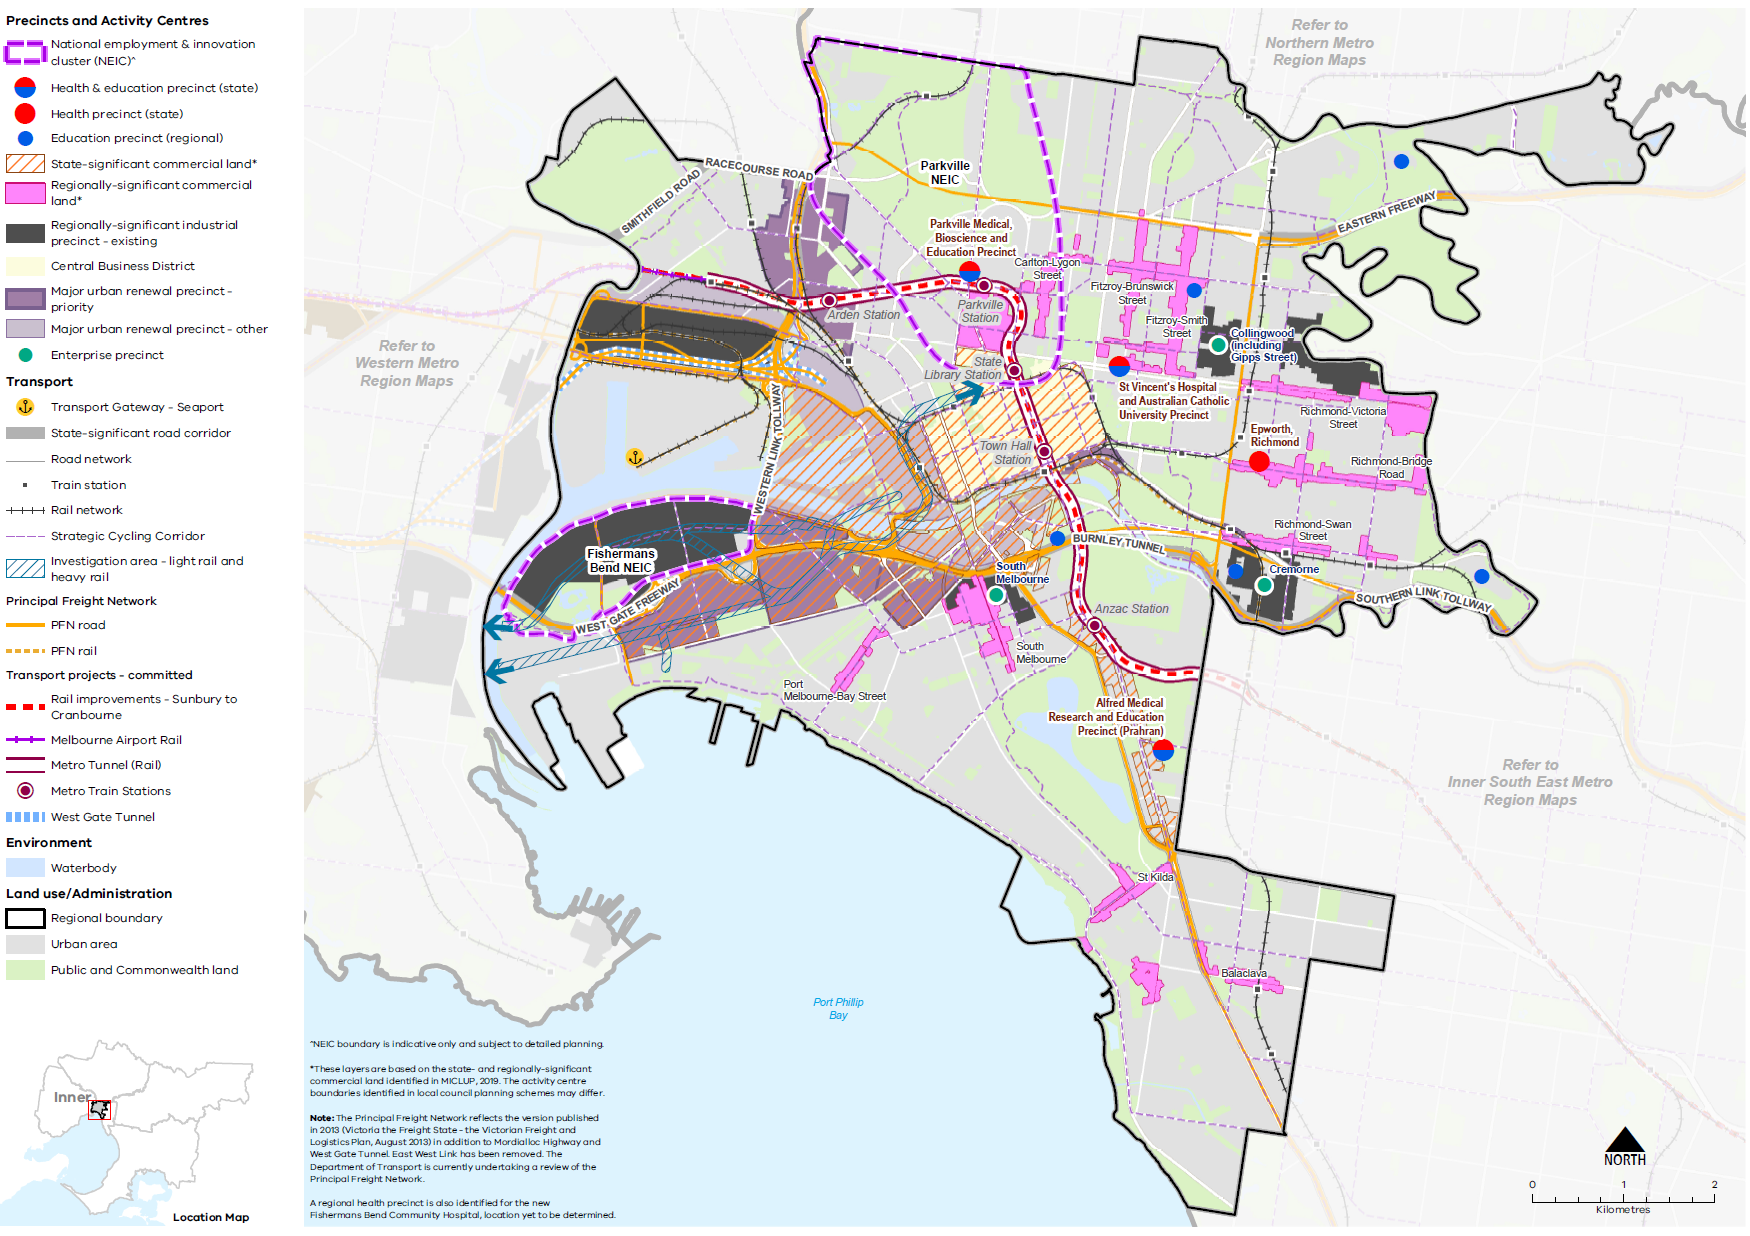 Precincts and Activity Centres
National employment & innovation
cluster (NEIC)^
Health & education precinct (state)
Health precinct (state)
Education precinct (regional)
State-significant commercial land*
Regionally-significant commercial
land*
Regionally-significant industrial
precinct - existing
Central Business District
Major urban renewal precinct -
priority
Major urban renewal precinct - other
Enterprise precinct
Transport
Transport Gateway - Seaport
State-significant road corridor
Road network
Train station
Rail network
Strategic Cycling Corridor
Investigation area - light rail and
heavy rail
Principal Freight Network
PFN road
PFN rail
Transport projects - committed
Rail improvements - Sunbury to
Cranbourne
Melbourne Airport Rail
Metro Tunnel (Rail)
Metro Train Stations
West Gate Tunnel
Environment
Waterbody
Land use/Administration
Regional boundary
Urban area
Public and Commonwealth land
Inner
Location Map
Refer to
Northern Metro
Region Maps
RACECOURSE ROAD
SMITHFIELD ROAD
Parkville
NEIC
EASTERN FREEWAY
Parkville Medical,
Bioscience and
Education Precinct
Carlton-Lygon
Street
Fitzroy-Brunswick
Street
Arden Station
Parkville
Station
Fitzroy-Smith
Street
Collingwood
(including
Gipps Street)
Refer to
Western Metro
Region Maps
State
Library Station
St Vincent's Hospital
and Australian Catholic
University Precinct
Richmond-Victoria
Street
Epworth,
Richmond
WESTERN LINK TOLLWAY
Town Hall
Station
Richmond-Bridge
Road
Richmond-Swan
Street
BURNLEY TUNNEL
Fishermans
Bend NEIC
South
Melbourne
Cremorne
WEST GATE FREEWAY
SOUTHERN LINK TOLLWAY
Anzac Station
South
Melbourne
Port
Melbourne-Bay Street
Alfred Medical
Research and Education
Precinct (Prahran)
Refer to
Inner South East Metro
Region Maps
St Kilda
Balaclava
Port Phillip
Bay
^NEIC boundary is indicative only and subject to detailed planning.
*These layers are based on the state- and regionally-significant
commercial land identified in MICLUP, 2019. The activity centre
boundaries identified in local council planning schemes may differ.
Note: The Principal Freight Network reflects the version published
in 2013 (Victoria the Freight State - the Victorian Freight and
Logistics Plan, August 2013) in addition to Mordialloc Highway and
West Gate Tunnel. East West Link has been removed. The
Department of Transport is currently undertaking a review of the
Principal Freight Network.
A regional health precinct is also identified for the new
Fishermans Bend Community Hospital, location yet to be determined.
NORTH
0 1 2
Kilometres